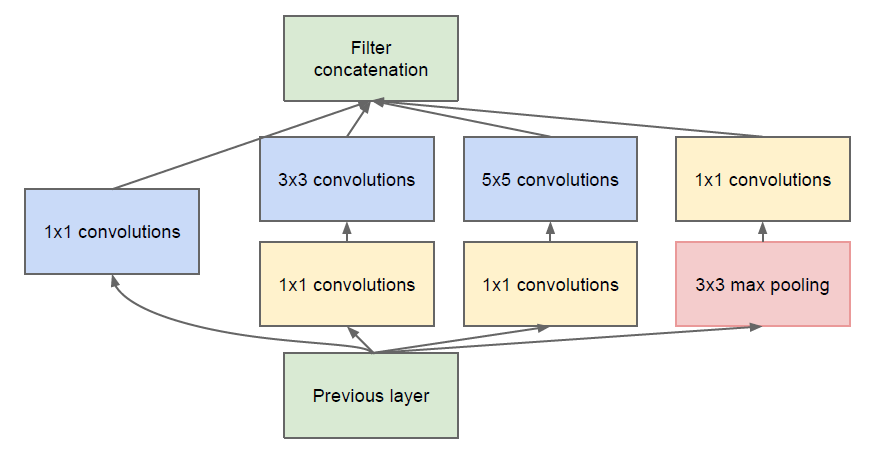 Filter
concatenation
3x3 convolutions
5x5 convolutions
1x1 convolutions
1x1 convolutions
1x1 convolutions
1x1 convolutions
3x3 max pooling
Previous layer